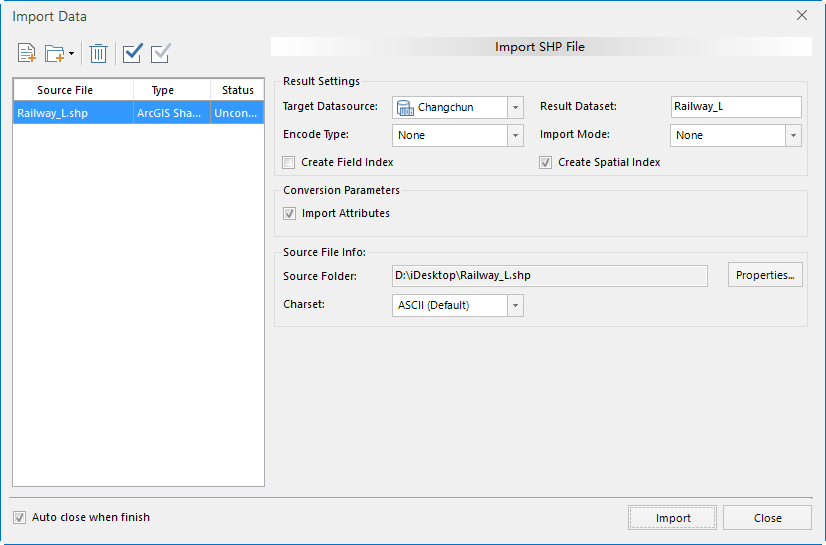 Import Data
Import SHP File
Source File Type Status
Railway_L.shp ArcGIS Sha... Uncon...
Result Settings
Target Datasource: Changchun Result Dataset: Railway_L
Encode Type: None Import Mode: None
Create Field Index Create Spatial Index
Conversion Parameters
Import Attributes
Source File Info:
Source Folder: D:\iDesktop\Railway_L.shp Properties...
Charset: ASCII (Default)
Auto close when finish Import Close